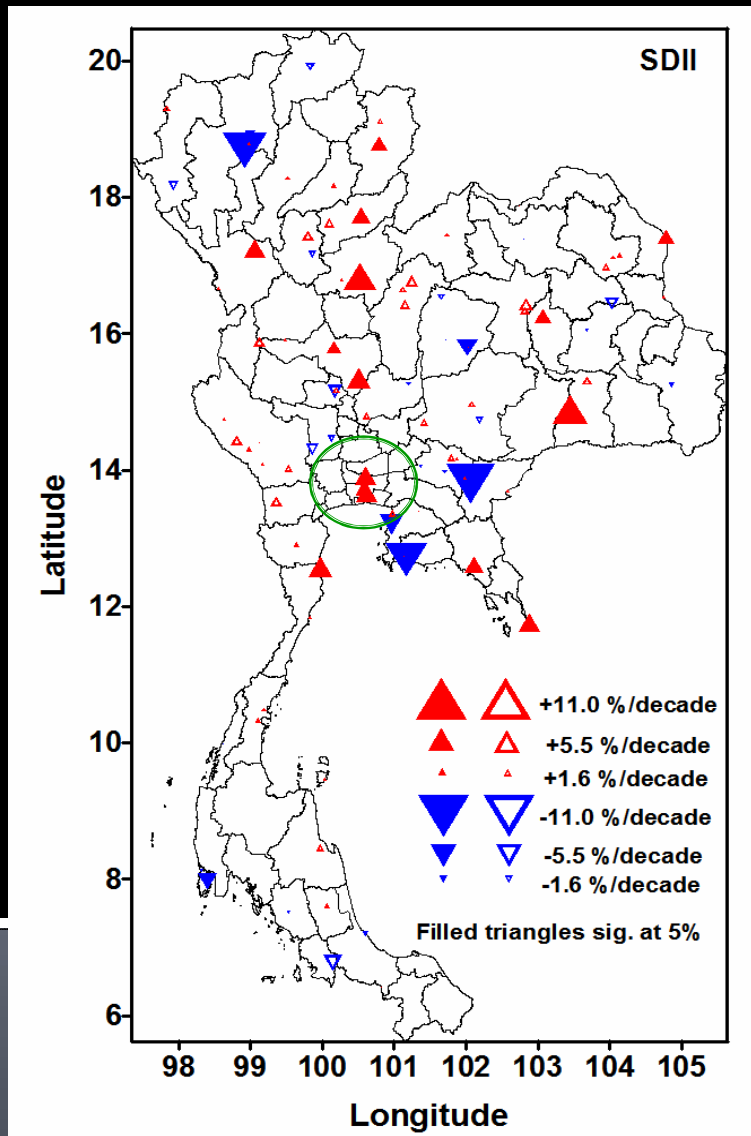 SDII
20
18
16
14
12
10
8
6
Latitude
+11.0 %/decade
+5.5 %/decade
+1.6 %/decade
-11.0 %/decade
-5.5 %/decade
-1.6 %/decade
Filled triangles sig. at 5%
98 99 100 101 102 103 104 105
Longitude